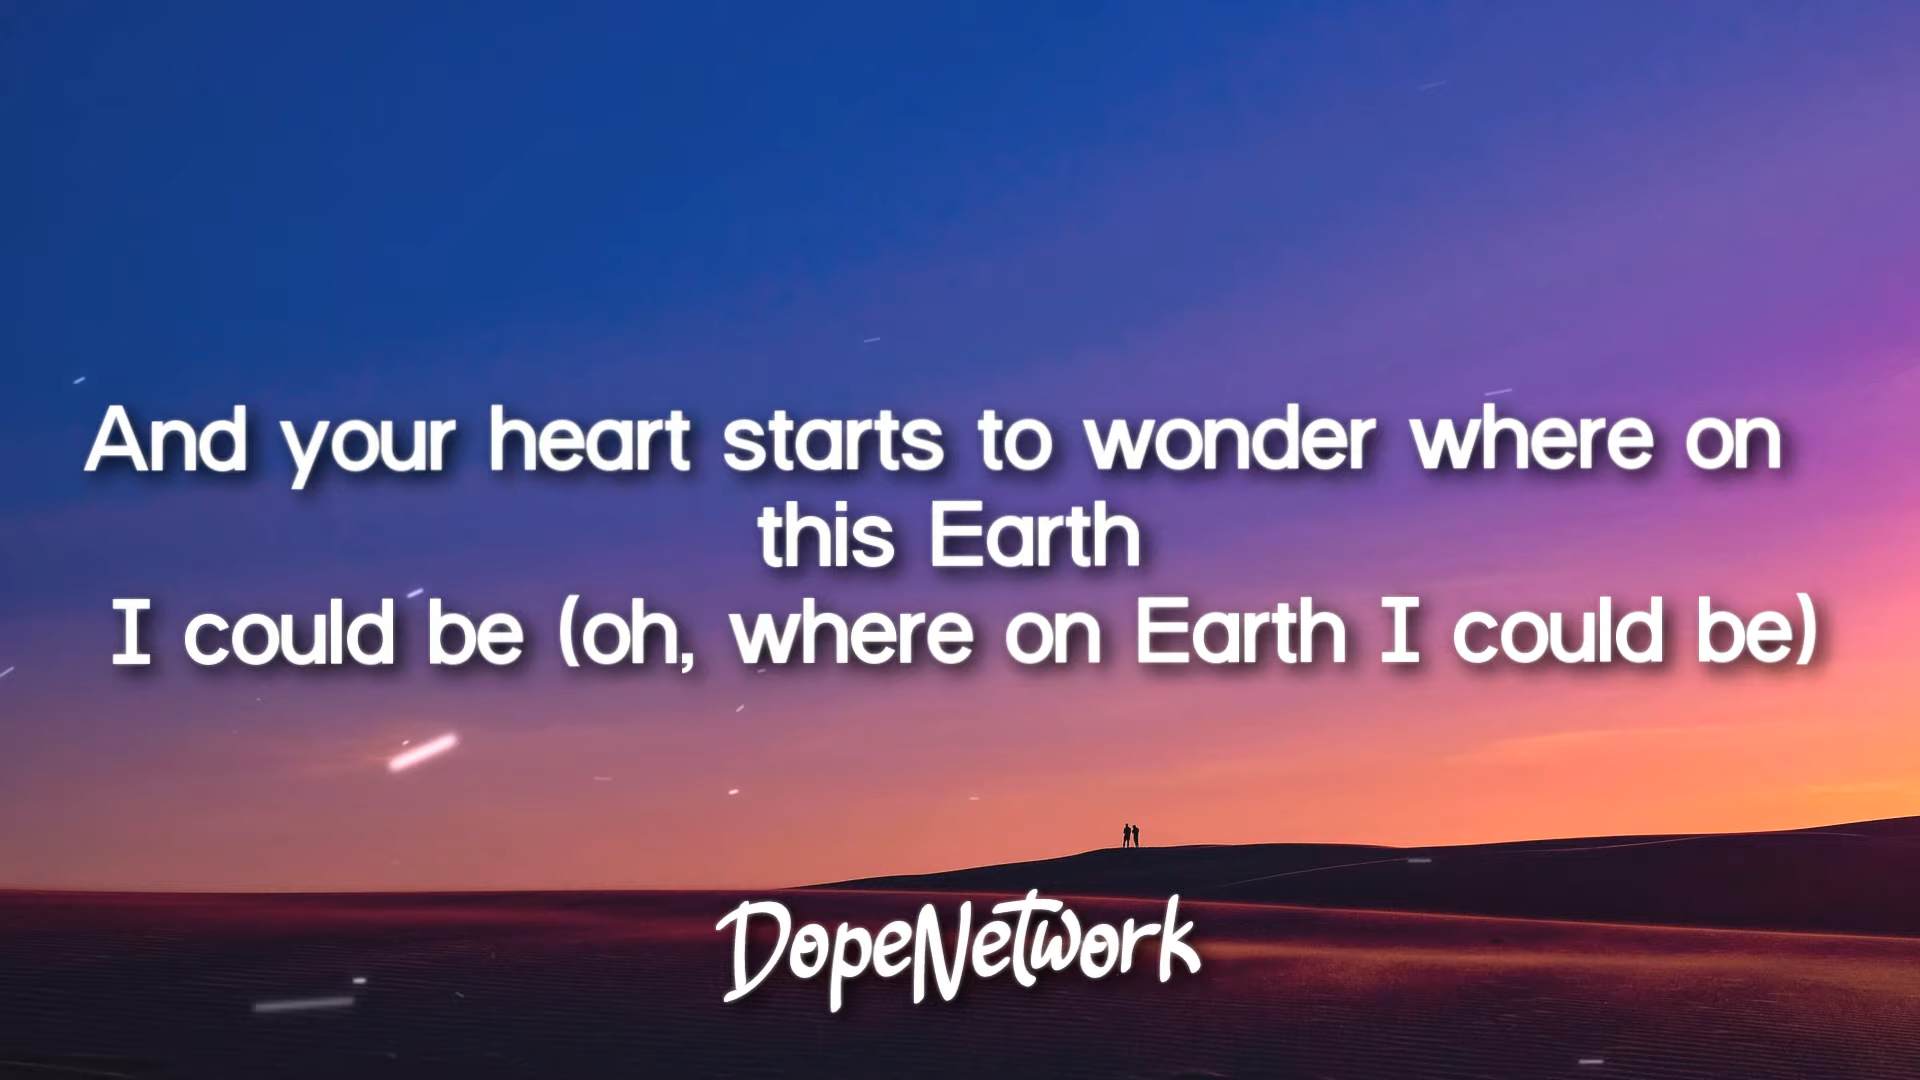 And your heart starts to wonder where on
this Earth
I could be (oh, where on Earth I could be)
DopeNetwork